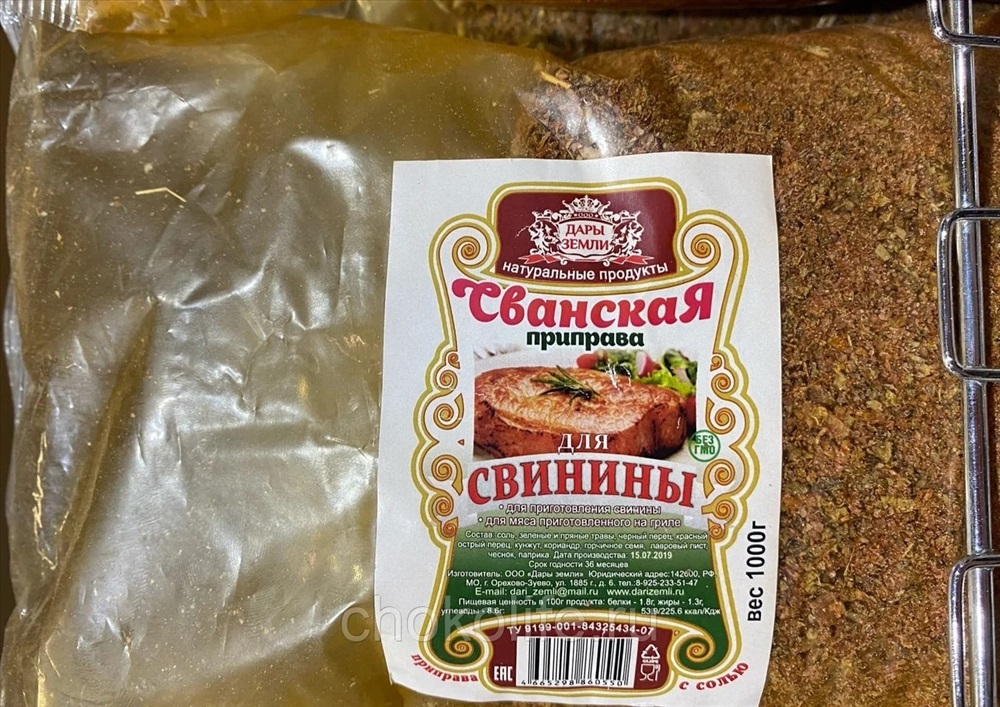 ООО
ДАРЫ
ЗЕМЛИ
натуральные продукты
Сванская
приправа
для
СВИНИНЫ
БЕЗ
ГМО
• для приготовления свинины
• для мяса приготовленного на гриле
Состав: соль, зеленые и пряные травы, черный перец, красный
острый перец, кунжут, кориандр, горчичное семя, лавровый лист,
чеснок, паприка. Дата производства: 15.07.2019
Срок годности 36 месяцев
Изготовитель: ООО «Дары земли» Юридический адрес:142600, РФ
МО, г. Орехово-Зуево, ул. 1885 г., д. 6. тел.:8-925-233-51-47
E-mail: dari_zemli@mail.ru www.darizemli.ru
Пищевая ценность в 100г продукта: белки - 1.8г, жиры - 1.3г,
углеводы - 8.6г. 53.9/225.6 ккал/Кдж
ТУ 9199-001-84325434-07
EAC
4 665298 860550
приправа с солью
вес 1000г
chokolife.ru